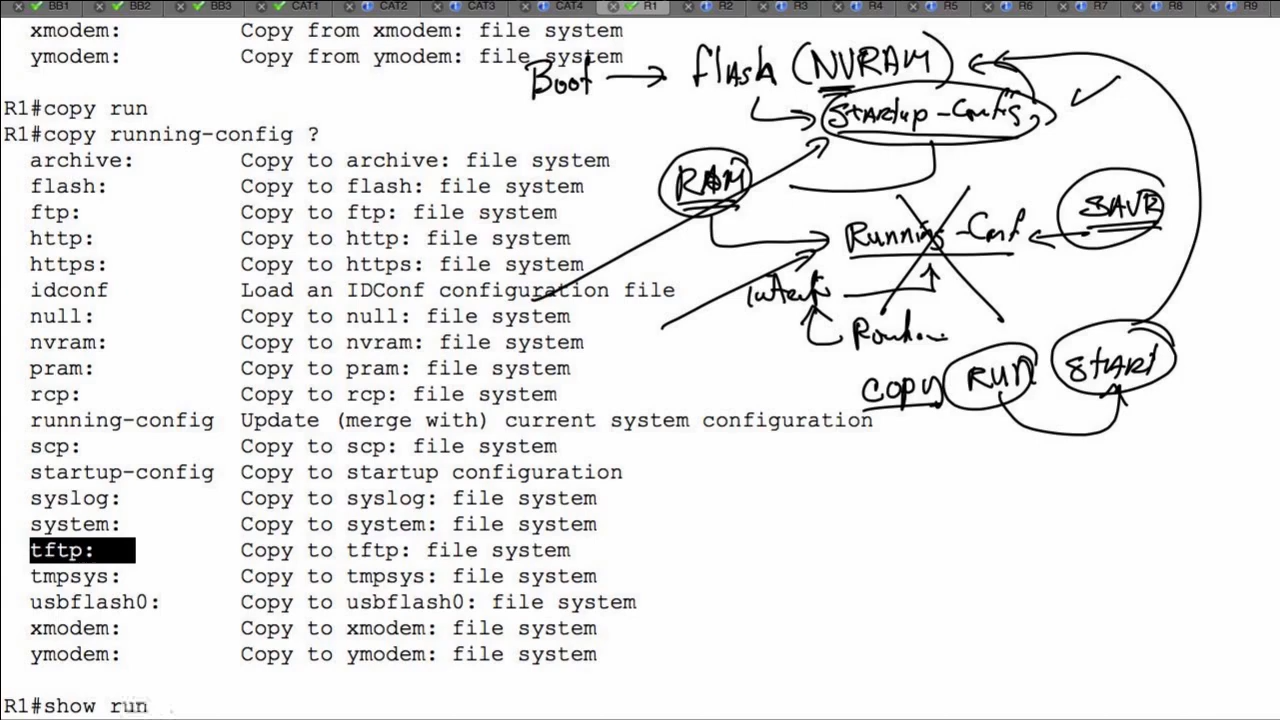 BB1 BB2 BB3 CAT1 CAT2 CAT3 CAT4 R1 R2 R3 R4 R5 R6 R7 R8 R9
xmodem: Copy from xmodem: file system
ymodem: Copy from ymodem: file system
R1#copy run
R1#copy running-config ?
archive: Copy to archive: file system
flash: Copy to flash: file system
ftp: Copy to ftp: file system
http: Copy to http: file system
https: Copy to https: file system
idconf Load an IDConf configuration file
null: Copy to null: file system
nvram: Copy to nvram: file system
pram: Copy to pram: file system
rcp: Copy to rcp: file system
running-config Update (merge with) current system configuration
scp: Copy to scp: file system
startup-config Copy to startup configuration
syslog: Copy to syslog: file system
system: Copy to system: file system
tftp: Copy to tftp: file system
tmpsys: Copy to tmpsys: file system
usbflash0: Copy to usbflash0: file system
xmodem: Copy to xmodem: file system
ymodem: Copy to ymodem: file system
R1#show run
Boot flash (NVRAM)
Startup-Config
RAM
Running-Conf
SAVE
COPY RUN START